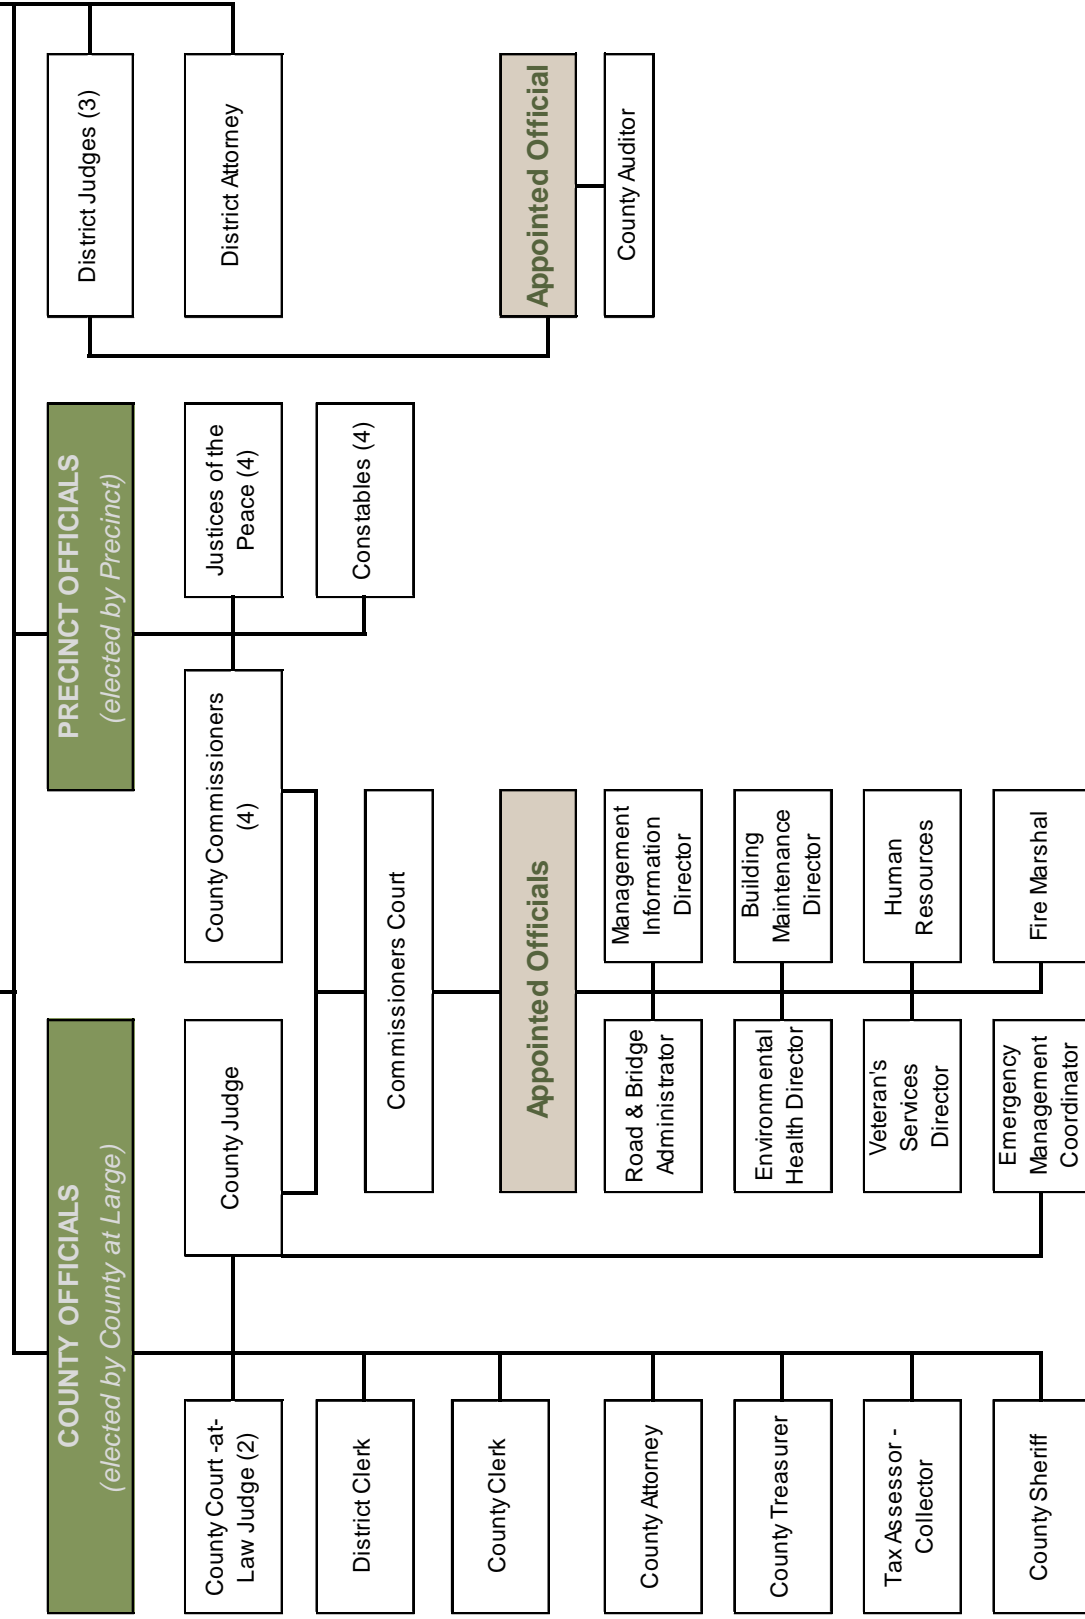 COUNTY OFFICIALS
(elected by County at Large)
County Court -at-
Law Judge (2)
County Judge
District Clerk
County Clerk
County Attorney
County Treasurer
Tax Assessor -
Collector
County Sheriff
PRECINCT OFFICIALS
(elected by Precinct)
County Commissioners
(4)
Justices of the
Peace (4)
Constables (4)
Commissioners Court
Appointed Officials
Road & Bridge
Administrator
Management
Information
Director
Environmental
Health Director
Building
Maintenance
Director
Veteran's
Services
Director
Human
Resources
Emergency
Management
Coordinator
Fire Marshal
District Judges (3)
District Attorney
Appointed Official
County Auditor